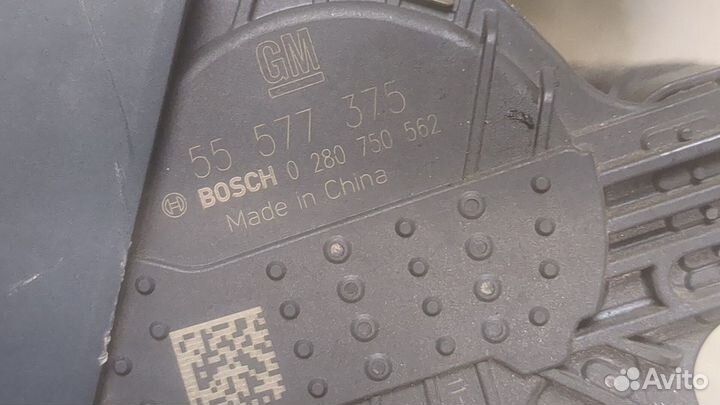 GM
55 577 375
BOSCH 0 280 750 562
Made in China
Avito